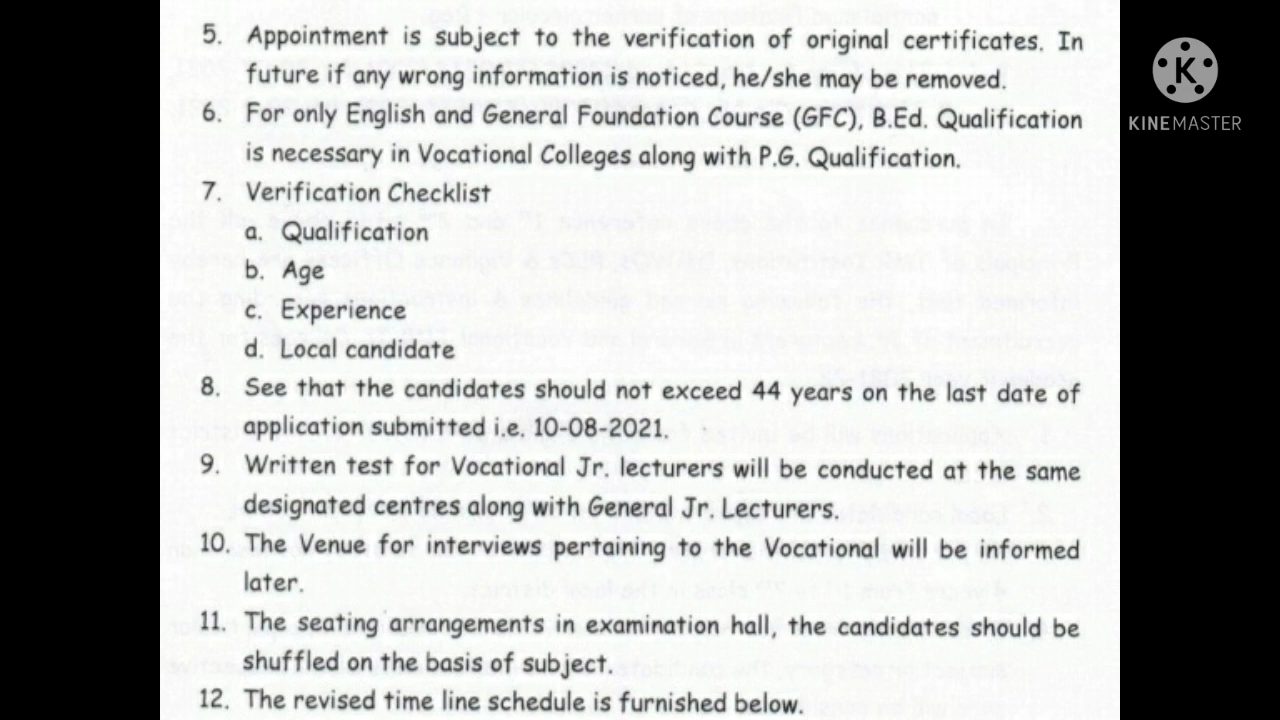 5. Appointment is subject to the verification of original certificates. In
future if any wrong information is noticed, he/she may be removed.
6. For only English and General Foundation Course (GFC), B.Ed. Qualification
is necessary in Vocational Colleges along with P.G. Qualification.
7. Verification Checklist
a. Qualification
b. Age
c. Experience
d. Local candidate
8. See that the candidates should not exceed 44 years on the last date of
application submitted i.e. 10-08-2021.
9. Written test for Vocational Jr. lecturers will be conducted at the same
designated centres along with General Jr. Lecturers.
10. The Venue for interviews pertaining to the Vocational will be informed
later.
11. The seating arrangements in examination hall, the candidates should be
shuffled on the basis of subject.
12. The revised time line schedule is furnished below.
K
KINEMASTER